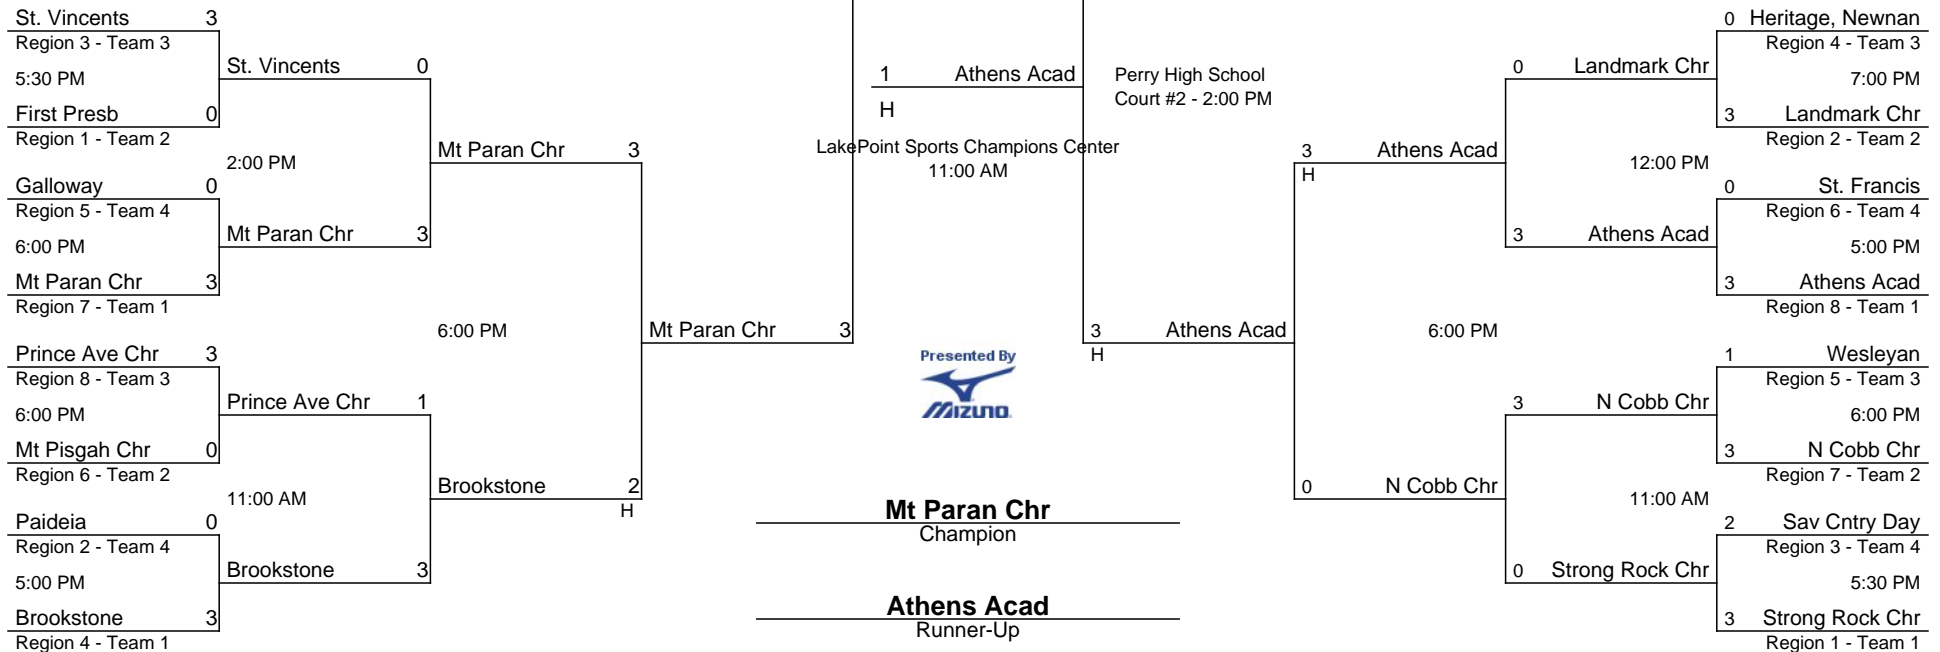 St. Vincents 3
Region 3 - Team 3
5:30 PM
First Presb 0
Region 1 - Team 2
St. Vincents 0
2:00 PM
Galloway 0
Region 5 - Team 4
6:00 PM
Mt Paran Chr 3
Region 7 - Team 1
Mt Paran Chr 3
Mt Paran Chr 3
6:00 PM
Prince Ave Chr 3
Region 8 - Team 3
6:00 PM
Mt Pisgah Chr 0
Region 6 - Team 2
Prince Ave Chr 1
11:00 AM
Paideia 0
Region 2 - Team 4
5:00 PM
Brookstone 3
Region 4 - Team 1
Brookstone 3
Brookstone 2
H
Mt Paran Chr 3
1 Athens Acad
H
Perry High School
Court #2 - 2:00 PM
LakePoint Sports Champions Center
11:00 AM
Presented By
MIZUNO
Mt Paran Chr
Champion
Athens Acad
Runner-Up
3 Athens Acad
H
3 Athens Acad
H
6:00 PM
0 N Cobb Chr
0 Landmark Chr
12:00 PM
3 Athens Acad
3 N Cobb Chr
11:00 AM
0 Strong Rock Chr
0 Heritage, Newnan
Region 4 - Team 3
7:00 PM
3 Landmark Chr
Region 2 - Team 2
0 St. Francis
Region 6 - Team 4
5:00 PM
3 Athens Acad
Region 8 - Team 1
1 Wesleyan
Region 5 - Team 3
6:00 PM
3 N Cobb Chr
Region 7 - Team 2
2 Sav Cntry Day
Region 3 - Team 4
5:30 PM
3 Strong Rock Chr
Region 1 - Team 1